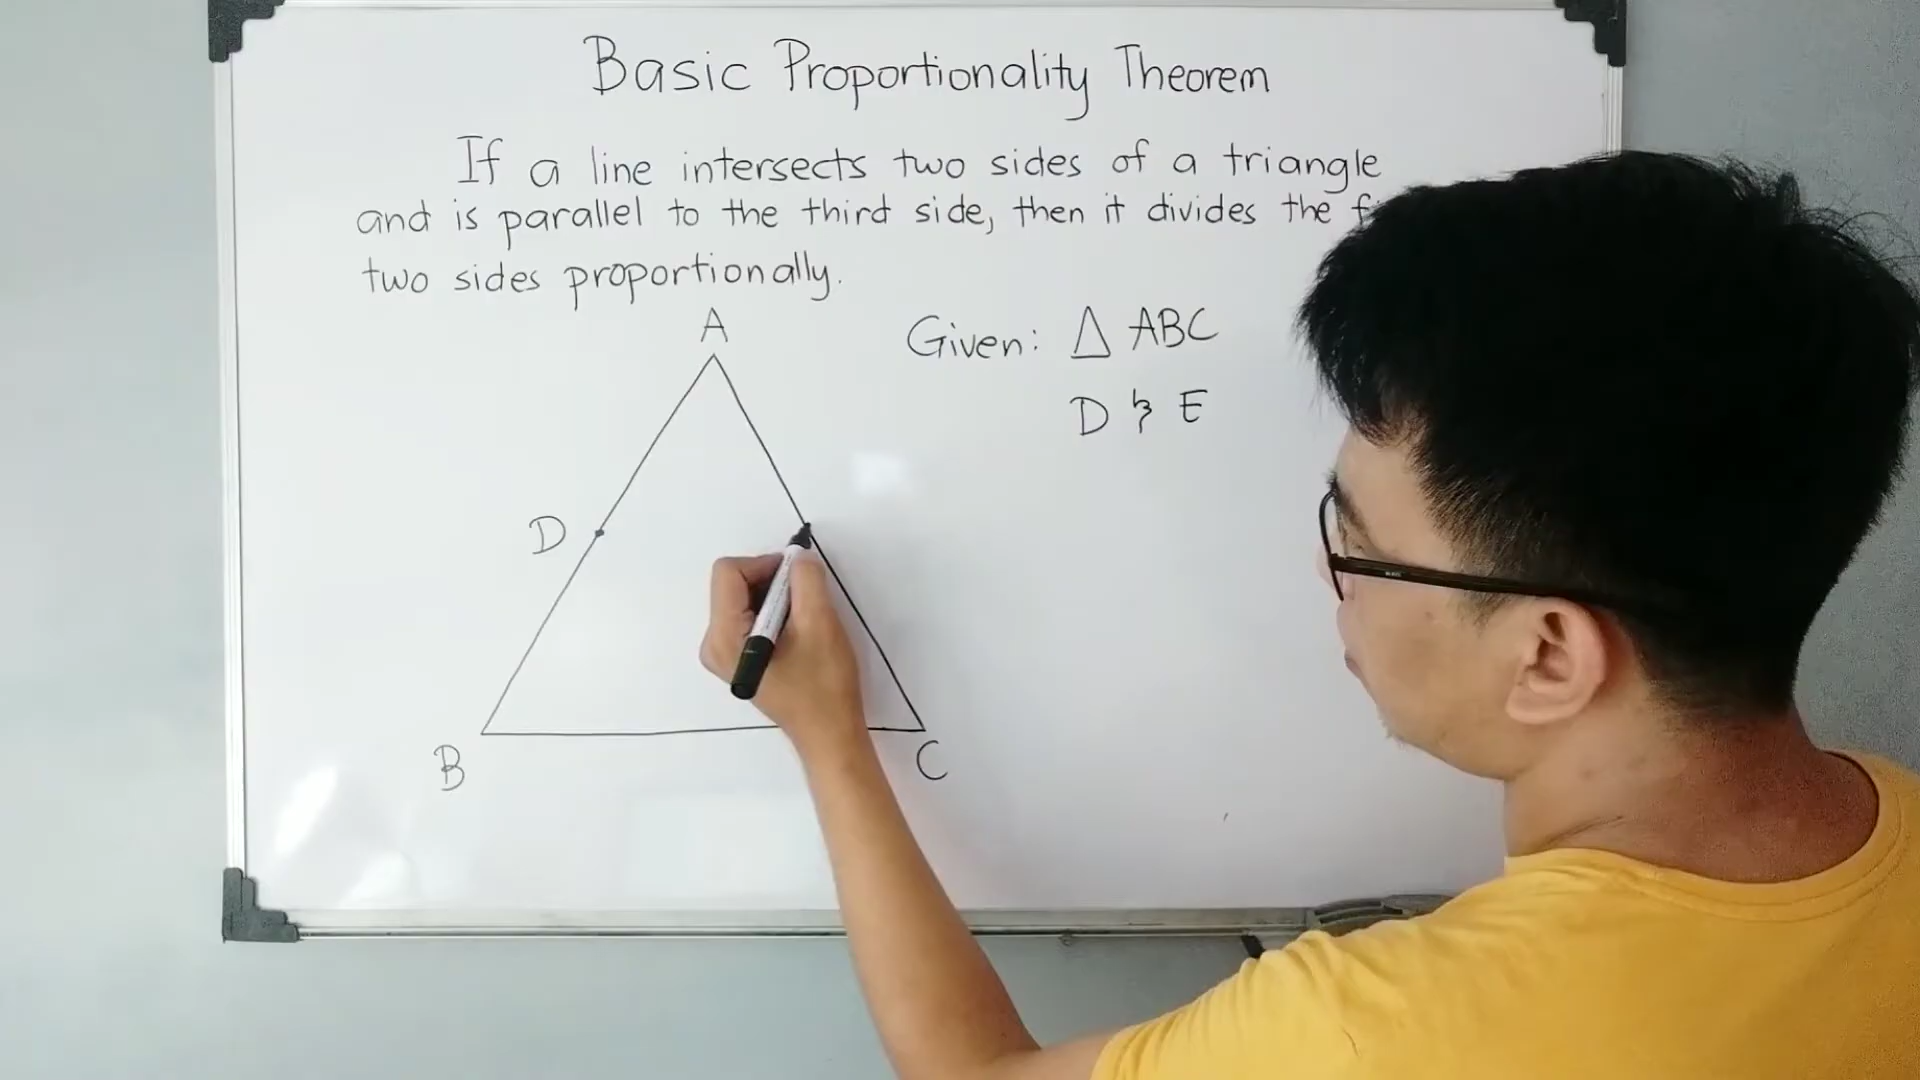 Basic Proportionality Theorem
If a line intersects two sides of a triangle
and is parallel to the third side, then it divides the
two sides proportionally.
A
Given: △ ABC
D & E
D
B
C